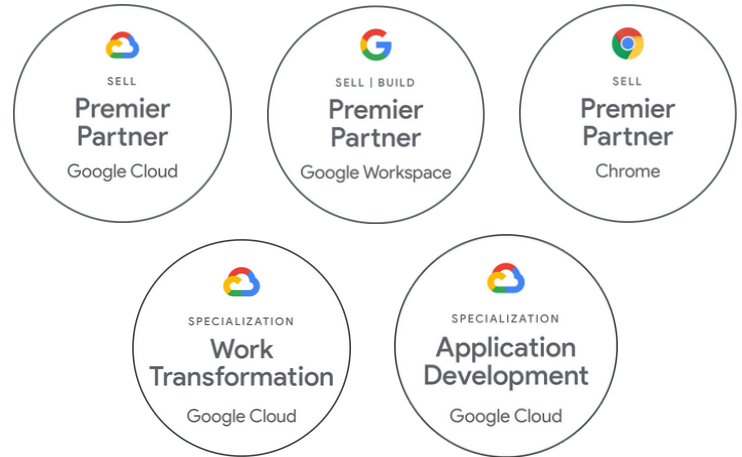 SELL
Premier
Partner
Google Cloud
SELL | BUILD
Premier
Partner
Google Workspace
SELL
Premier
Partner
Chrome
SPECIALIZATION
Work
Transformation
Google Cloud
SPECIALIZATION
Application
Development
Google Cloud